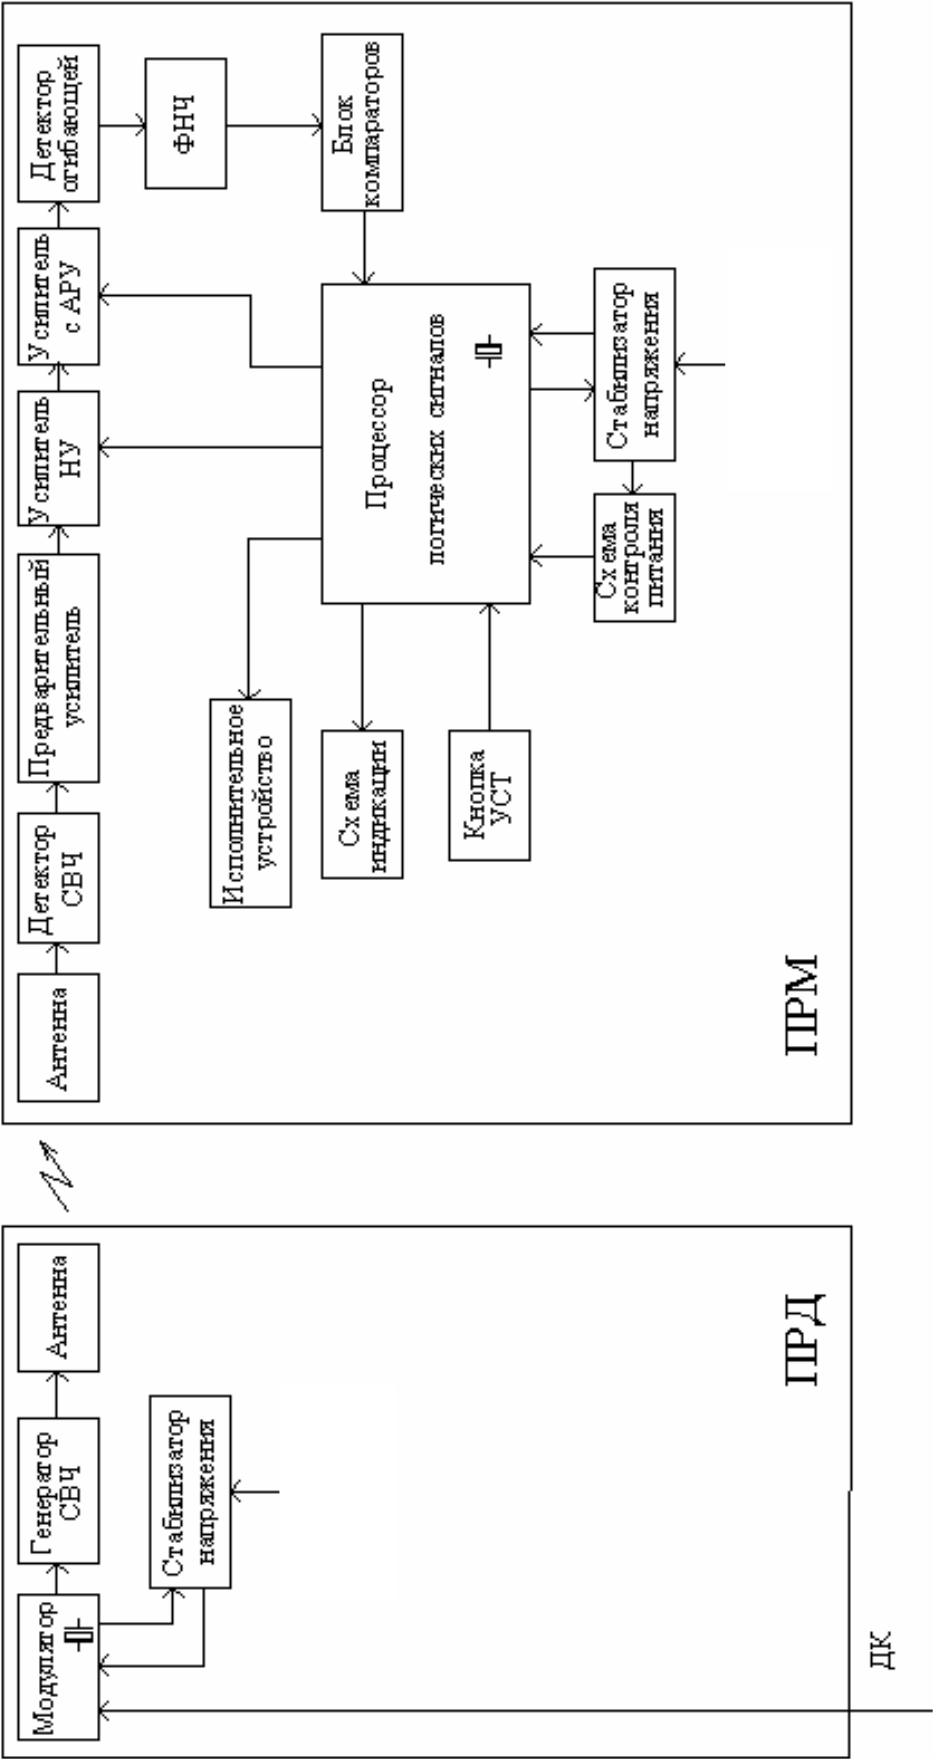 Модулятор
Генератор
СВЧ
Антенна
Стабилизатор
напряжения
ПРД
ДК
Антенна
Детектор
СВЧ
Предварительный
усилитель
Усилитель
НУ
Усилитель
с АРУ
Детектор
огибающей
ФНЧ
Блок
компараторов
Процессор
логических сигналов
Исполнительное
устройство
Схема
индикации
Кнопка
УСТ
Схема
контроля
питания
Стабилизатор
напряжения
ПРМ